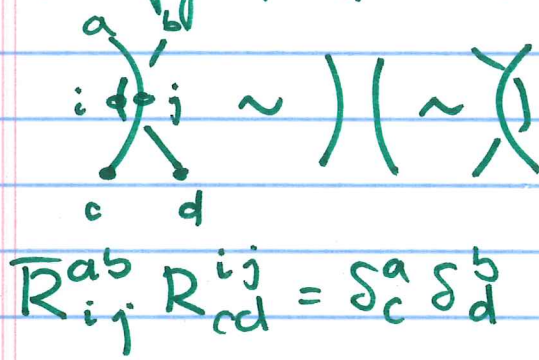 a b
i j ~ ~
c d
R̅^{ab}_{ij} R^{ij}_{cd} = δ^a_c δ^b_d